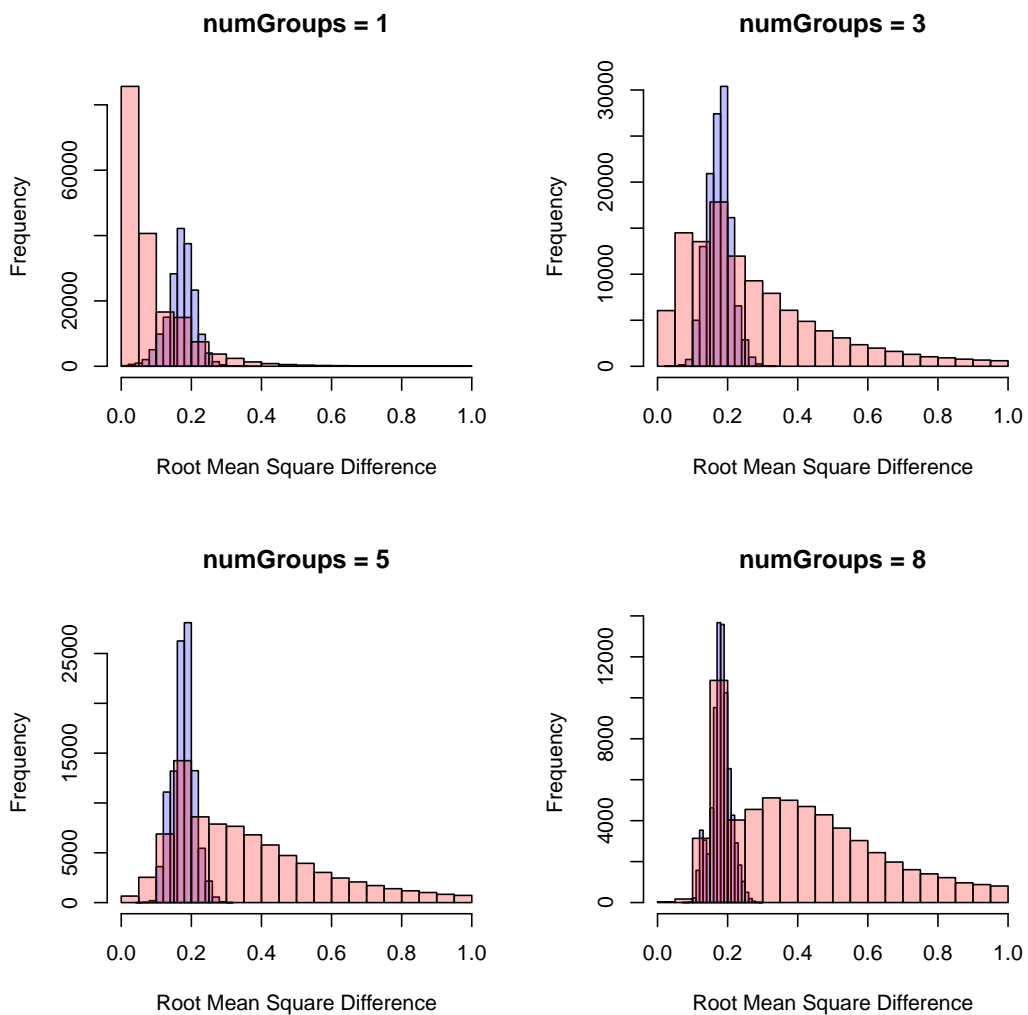 numGroups = 1
Frequency
0
20000
60000
0.0 0.2 0.4 0.6 0.8 1.0
Root Mean Square Difference
numGroups = 3
Frequency
0
10000
20000
30000
0.0 0.2 0.4 0.6 0.8 1.0
Root Mean Square Difference
numGroups = 5
Frequency
0
5000
15000
25000
0.0 0.2 0.4 0.6 0.8 1.0
Root Mean Square Difference
numGroups = 8
Frequency
0
4000
8000
12000
0.0 0.2 0.4 0.6 0.8 1.0
Root Mean Square Difference